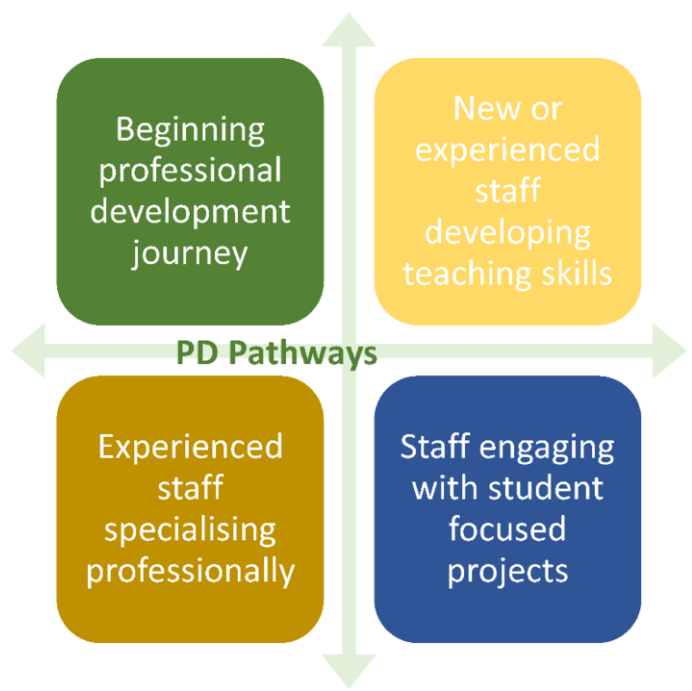 Beginning
professional
development
journey
New or
experienced
staff
developing
teaching skills
PD Pathways
Experienced
staff
specialising
professionally
Staff engaging
with student
focused
projects